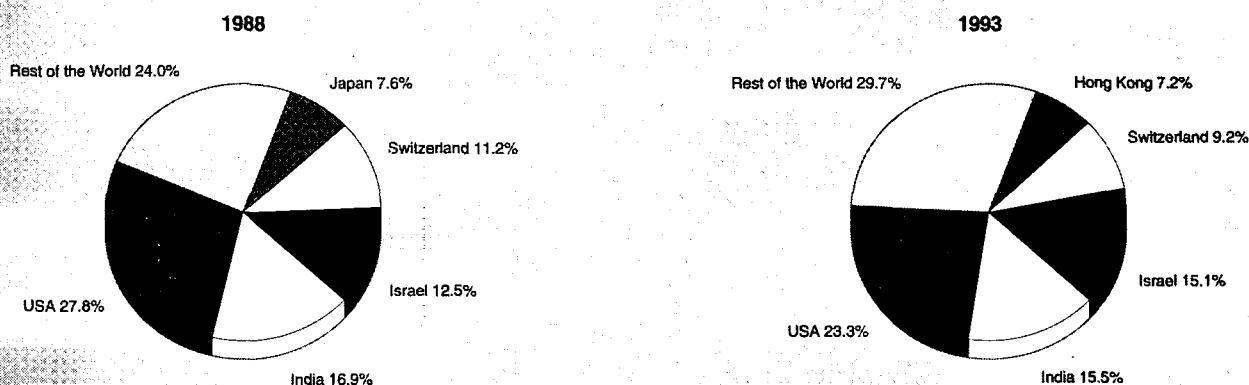 1988
Rest of the World 24.0%
Japan 7.6%
Switzerland 11.2%
Israel 12.5%
India 16.9%
USA 27.8%
1993
Rest of the World 29.7%
Hong Kong 7.2%
Switzerland 9.2%
Israel 15.1%
India 15.5%
USA 23.3%